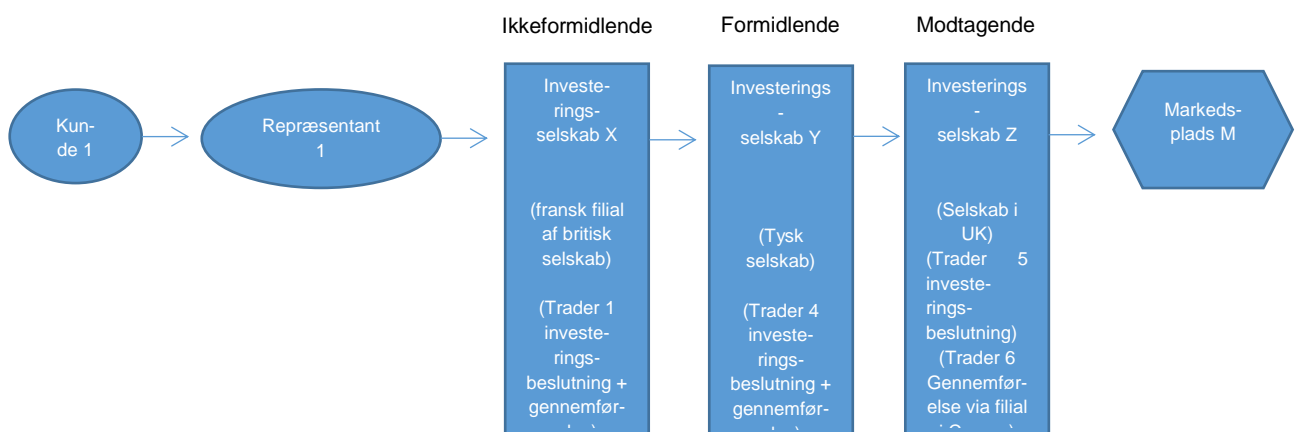 Ikkeformidlende
Formidlende
Modtagende
Kun-
de 1
Repræsentant
1
Investe-
rings-
selskab X
(fransk filial
af britisk
selskab)
(Trader 1
investe-
rings-
beslutning +
gennemfør-
Investerings
-
selskab Y
(Tysk
selskab)
(Trader 4
investe-
rings-
beslutning +
gennemfør-
Investerings
-
selskab Z
(Selskab i
UK)
(Trader 5
investe-
rings-
beslutning)
(Trader 6
Gennemfør-
else via filial
Markeds-
plads M